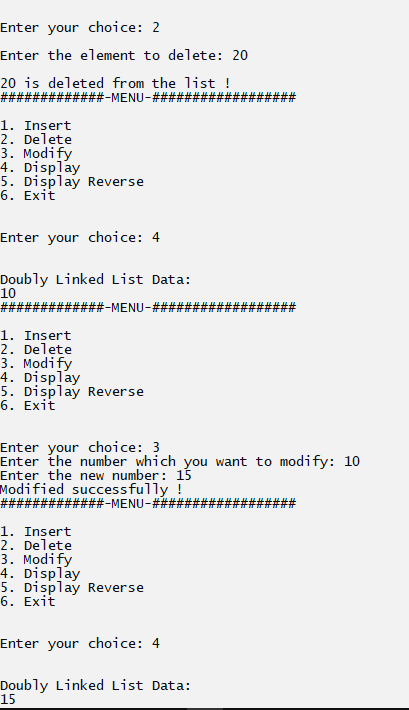 Enter your choice: 2
Enter the element to delete: 20
20 is deleted from the list !
#############-MENU-##################
1. Insert
2. Delete
3. Modify
4. Display
5. Display Reverse
6. Exit
Enter your choice: 4
Doubly Linked List Data:
10
#############-MENU-##################
1. Insert
2. Delete
3. Modify
4. Display
5. Display Reverse
6. Exit
Enter your choice: 3
Enter the number which you want to modify: 10
Enter the new number: 15
Modified successfully !
#############-MENU-##################
1. Insert
2. Delete
3. Modify
4. Display
5. Display Reverse
6. Exit
Enter your choice: 4
Doubly Linked List Data:
15